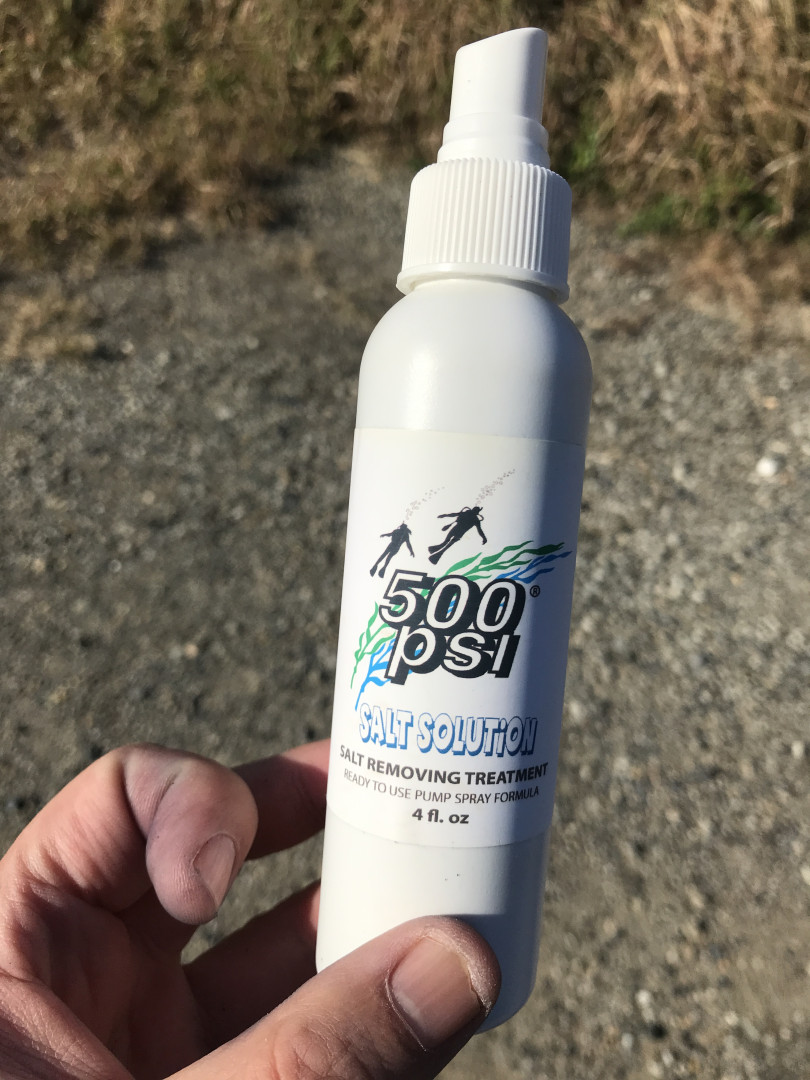 500
psi®
SALT SOLUTiON
SALT REMOVING TREATMENT
READY TO USE PUMP SPRAY FORMULA
4 fl. oz